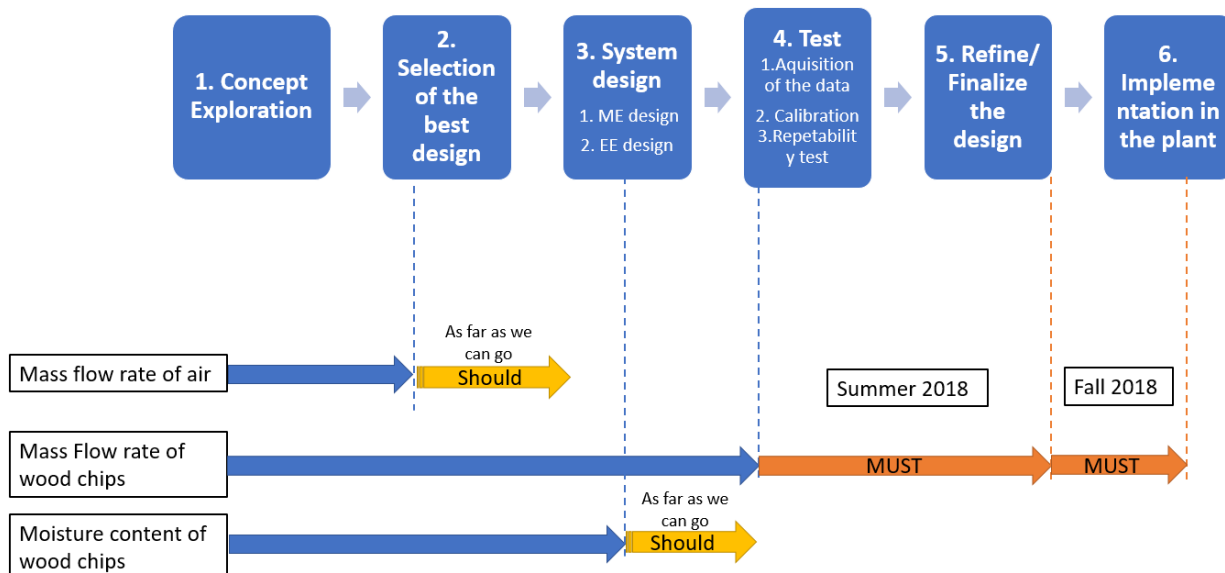 1. Concept
Exploration
2.
Selection
of the
best
design
3. System
design
1. ME design
2. EE design
4. Test
1.Aquisition
of the data
2. Calibration
3.Repetabilit
y test
5. Refine/
Finalize
the
design
6.
Impleme
ntation in
the plant
As far as we
can go
Mass flow rate of air
Should
Summer 2018
Fall 2018
Mass Flow rate of
wood chips
MUST
MUST
As far as we
can go
Moisture content of
wood chips
Should